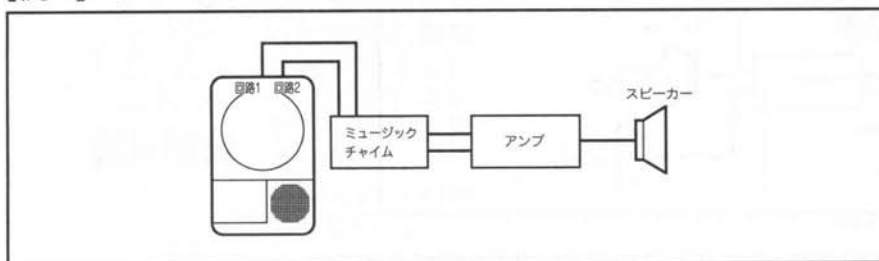 回路1 回路2
スピーカー
ミュージック
チャイム
アンプ